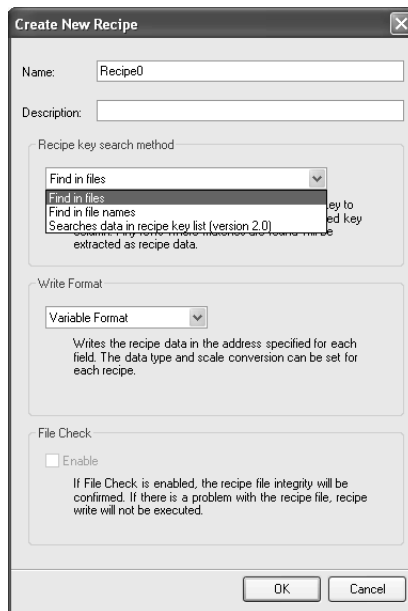 Create New Recipe
Name: Recipe0
Description:
Recipe key search method
Find in files
Find in files
Find in file names
Searches data in recipe key list (version 2.0)
key to
ed key
extracted as recipe data.
Write Format
Variable Format
Writes the recipe data in the address specified for each
field. The data type and scale conversion can be set for
each recipe.
File Check
Enable
If File Check is enabled, the recipe file integrity will be
confirmed. If there is a problem with the recipe file, recipe
write will not be executed.
OK Cancel